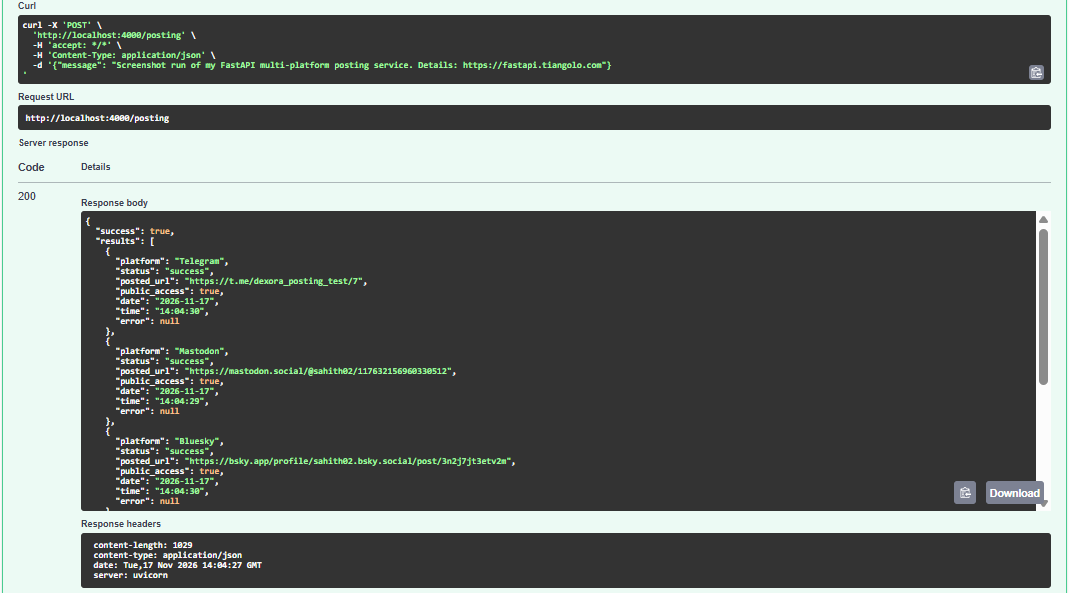 Curl
curl -X 'POST' \
'http://localhost:4000/posting' \
-H 'accept: */*' \
-H 'Content-Type: application/json' \
-d '{"message": "Screenshot run of my FastAPI multi-platform posting service. Details: https://fastapi.tiangolo.com"}
'
Request URL
http://localhost:4000/posting
Server response
Code Details
200
Response body
{
"success": true,
"results": [
{
"platform": "Telegram",
"status": "success",
"posted_url": "https://t.me/dexora_posting_test/7",
"public_access": true,
"date": "2026-11-17",
"time": "14:04:30",
"error": null
},
{
"platform": "Mastodon",
"status": "success",
"posted_url": "https://mastodon.social/@sahith02/117632156960330512",
"public_access": true,
"date": "2026-11-17",
"time": "14:04:29",
"error": null
},
{
"platform": "Bluesky",
"status": "success",
"posted_url": "https://bsky.app/profile/sahith02.bsky.social/post/3n2j7jt3etv2m",
"public_access": true,
"date": "2026-11-17",
"time": "14:04:30",
"error": null
}
Download
Response headers
content-length: 1029
content-type: application/json
date: Tue,17 Nov 2026 14:04:27 GMT
server: uvicorn